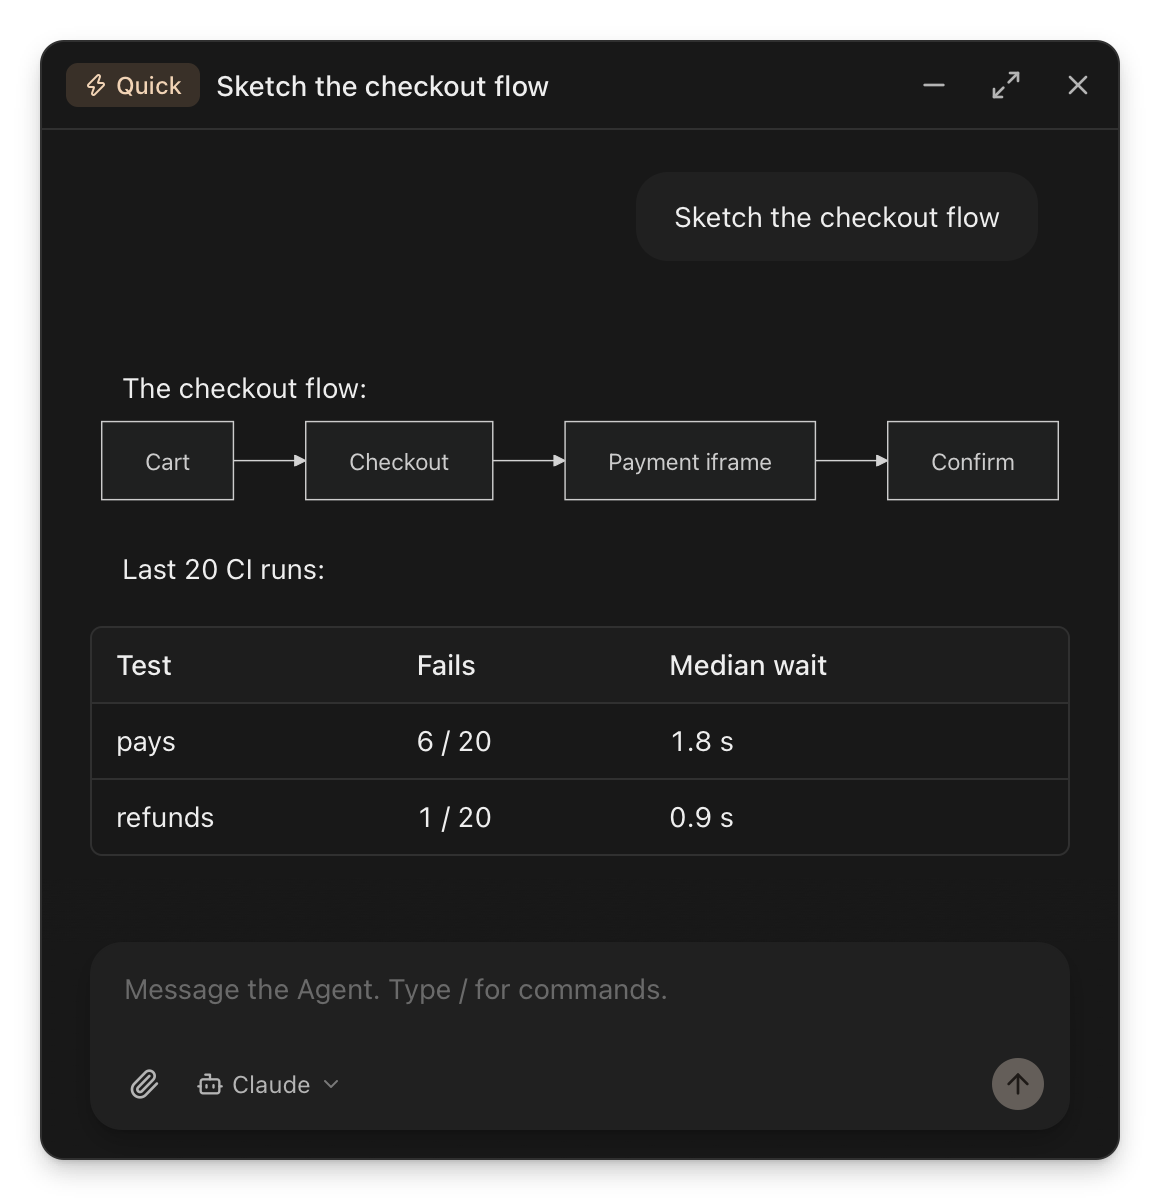 Quick Sketch the checkout flow
Sketch the checkout flow
The checkout flow:
Cart Checkout Payment iframe Confirm
Last 20 CI runs:
Test Fails Median wait
pays 6 / 20 1.8 s
refunds 1 / 20 0.9 s
Message the Agent. Type / for commands.
Claude